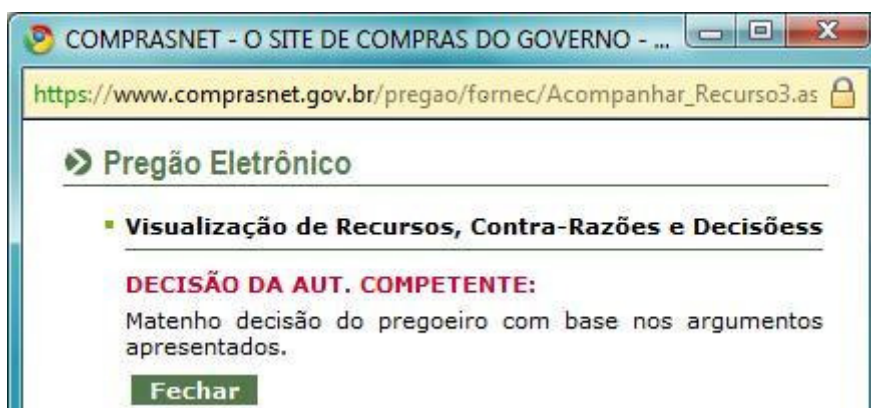 COMPRASNET - O SITE DE COMPRAS DO GOVERNO - ...
https://www.comprasnet.gov.br/pregao/fornec/Acompanhar_Recurso3.as
Pregão Eletrônico
Visualização de Recursos, Contra-Razões e Decisõess
DECISÃO DA AUT. COMPETENTE:
Matenho decisão do pregoeiro com base nos argumentos
apresentados.
Fechar